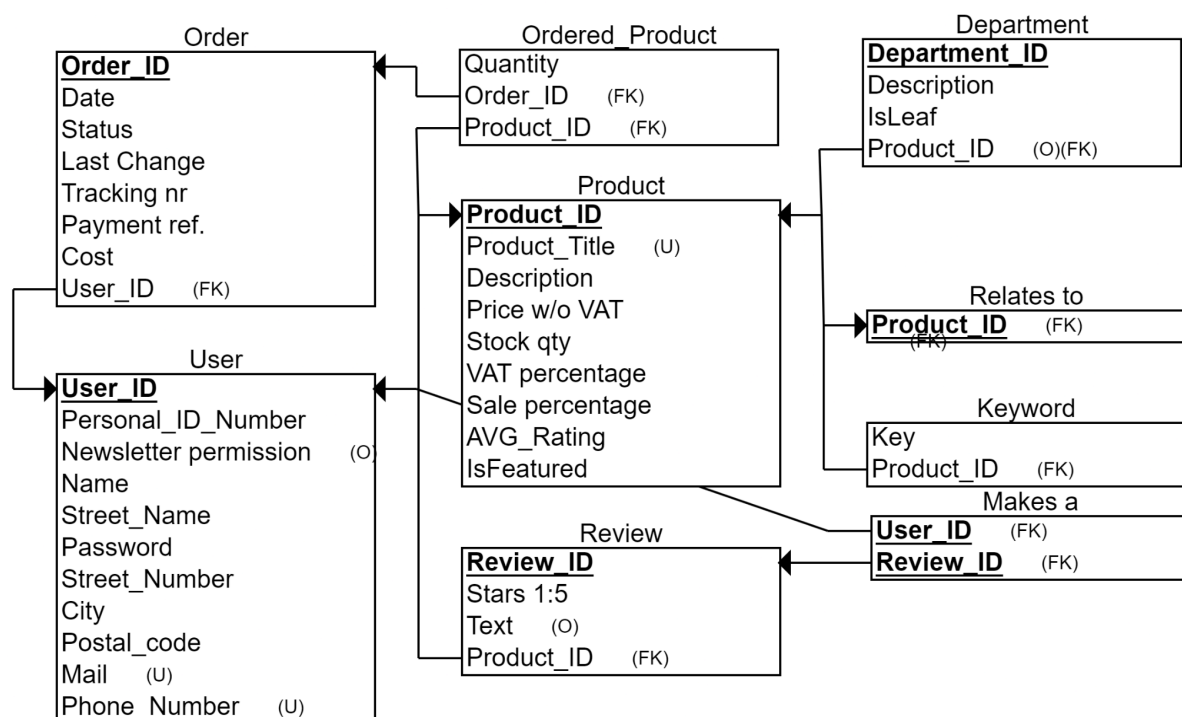 Order
Order_ID
Date
Status
Last Change
Tracking nr
Payment ref.
Cost
User_ID (FK)
User
User_ID
Personal_ID_Number
Newsletter permission (O)
Name
Street_Name
Password
Street_Number
City
Postal_code
Mail (U)
Phone_Number (U)
Ordered_Product
Quantity
Order_ID (FK)
Product_ID (FK)
Product
Product_ID
Product_Title (U)
Description
Price w/o VAT
Stock qty
VAT percentage
Sale percentage
AVG_Rating
IsFeatured
Review
Review_ID
Stars 1:5
Text (O)
Product_ID (FK)
Department
Department_ID
Description
IsLeaf
Product_ID (O)(FK)
Relates to
Product_ID (FK)
(FK)
Keyword
Key
Product_ID (FK)
Makes a
User_ID (FK)
Review_ID (FK)